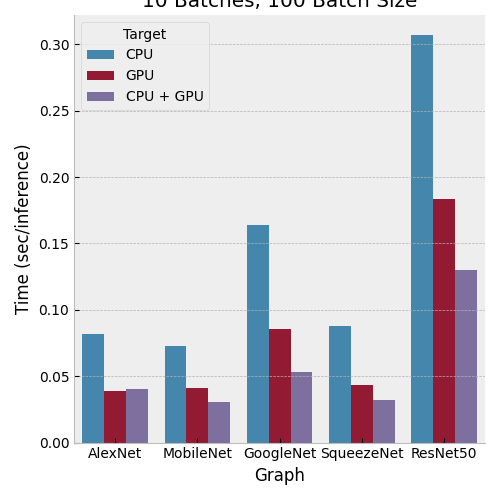 10 Batches, 100 Batch Size
Target
CPU
GPU
CPU + GPU
Time (sec/inference)
0.30
0.25
0.20
0.15
0.10
0.05
0.00
AlexNet
MobileNet
GoogleNet
SqueezeNet
ResNet50
Graph